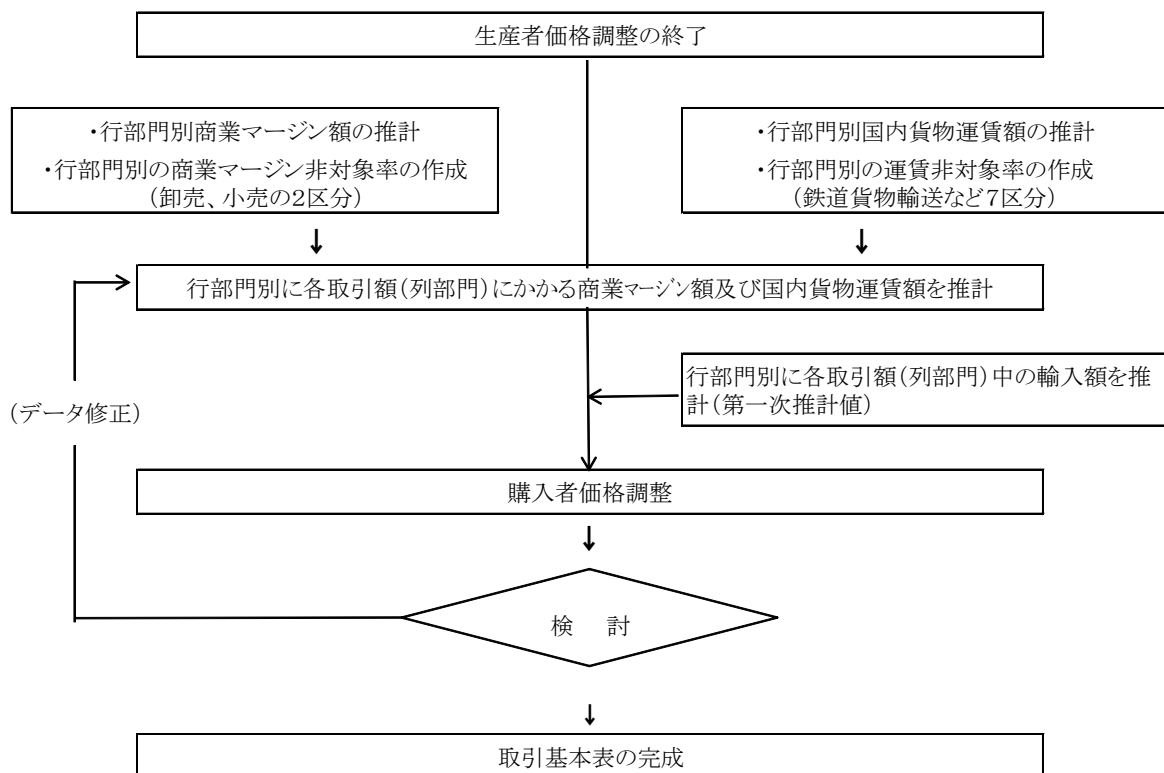 生産者価格調整の終了
・行部門別商業マージン額の推計
・行部門別の商業マージン非対象率の作成
(卸売、小売の2区分)
・行部門別国内貨物運賃額の推計
・行部門別の運賃非対象率の作成
(鉄道貨物輸送など7区分)
行部門別に各取引額(列部門)にかかる商業マージン額及び国内貨物運賃額を推計
行部門別に各取引額(列部門)中の輸入額を推
計(第一次推計値)
(データ修正)
購入者価格調整
検 討
取引基本表の完成